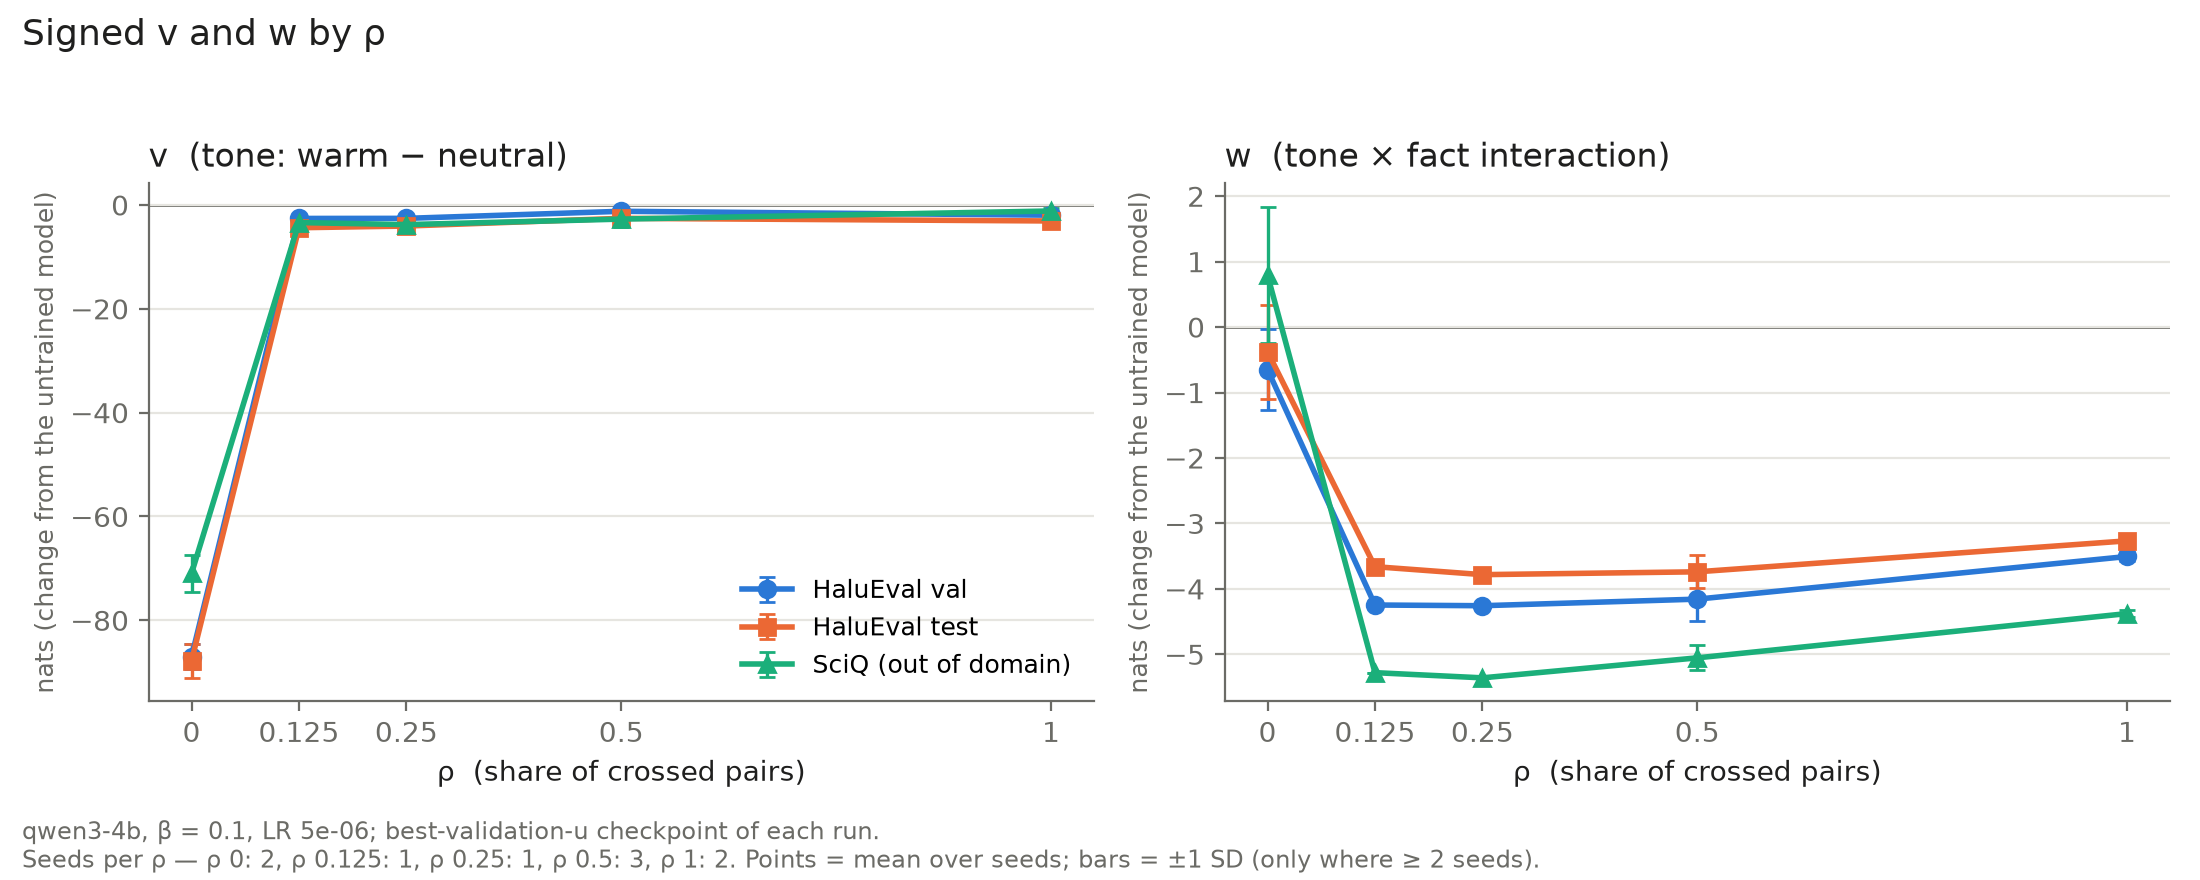 Signed v and w by ρ
v  (tone: warm − neutral)
nats (change from the untrained model)
0
−20
−40
−60
−80
HaluEval val
HaluEval test
SciQ (out of domain)
0 0.125 0.25 0.5 1
ρ  (share of crossed pairs)
w  (tone × fact interaction)
nats (change from the untrained model)
2
1
0
−1
−2
−3
−4
−5
0 0.125 0.25 0.5 1
ρ  (share of crossed pairs)
qwen3-4b, β = 0.1, LR 5e-06; best-validation-u checkpoint of each run.
Seeds per ρ — ρ 0: 2, ρ 0.125: 1, ρ 0.25: 1, ρ 0.5: 3, ρ 1: 2. Points = mean over seeds; bars = ±1 SD (only where ≥ 2 seeds).